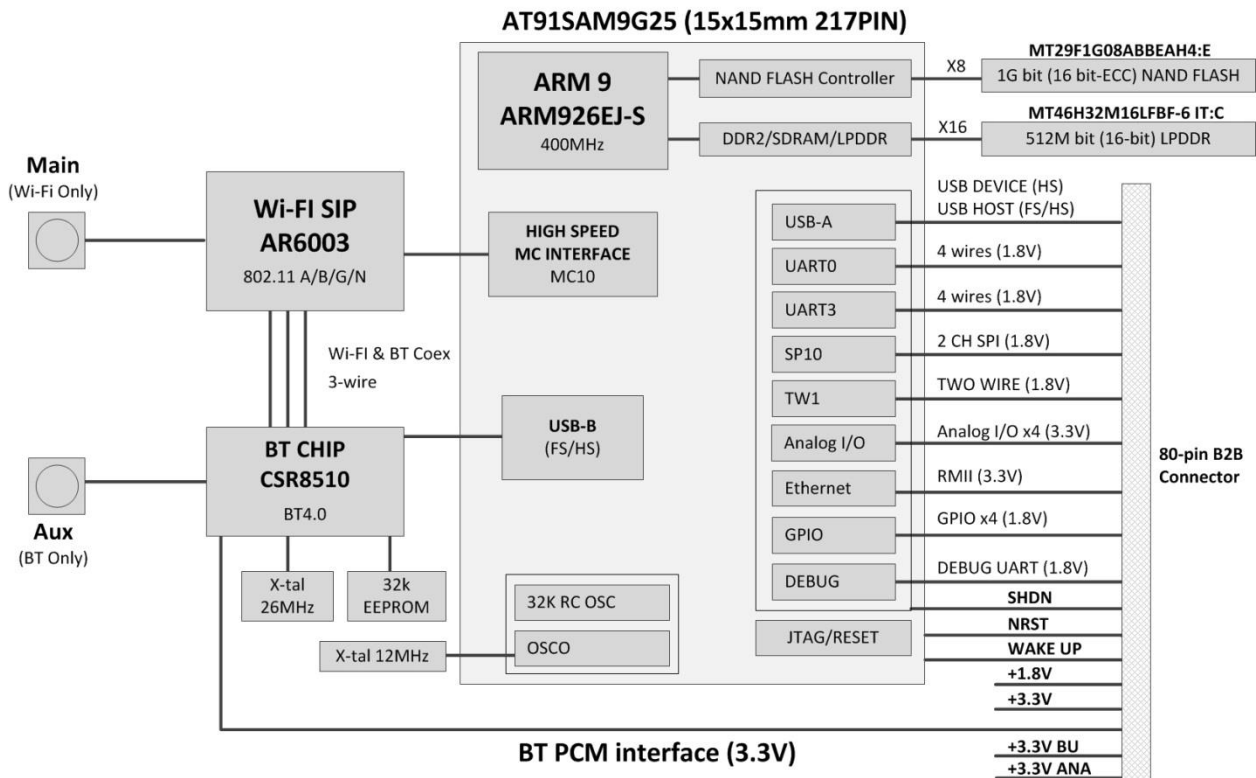 AT91SAM9G25 (15x15mm 217PIN)
ARM 9
ARM926EJ-S
400MHz
NAND FLASH Controller
DDR2/SDRAM/LPDDR
X8
MT29F1G08ABBEAH4:E
1G bit (16 bit-ECC) NAND FLASH
X16
MT46H32M16LFBF-6 IT:C
512M bit (16-bit) LPDDR
Main
(Wi-Fi Only)
Wi-FI SIP
AR6003
802.11 A/B/G/N
HIGH SPEED
MC INTERFACE
MC10
Wi-FI & BT Coex
3-wire
BT CHIP
CSR8510
BT4.0
USB-B
(FS/HS)
Aux
(BT Only)
X-tal
26MHz
32k
EEPROM
X-tal 12MHz
32K RC OSC
OSCO
USB-A
USB DEVICE (HS)
USB HOST (FS/HS)
UART0
4 wires (1.8V)
UART3
4 wires (1.8V)
SP10
2 CH SPI (1.8V)
TW1
TWO WIRE (1.8V)
Analog I/O
Analog I/O x4 (3.3V)
Ethernet
RMII (3.3V)
GPIO
GPIO x4 (1.8V)
DEBUG
DEBUG UART (1.8V)
SHDN
JTAG/RESET
NRST
WAKE UP
+1.8V
+3.3V
BT PCM interface (3.3V)
+3.3V BU
+3.3V ANA
80-pin B2B
Connector